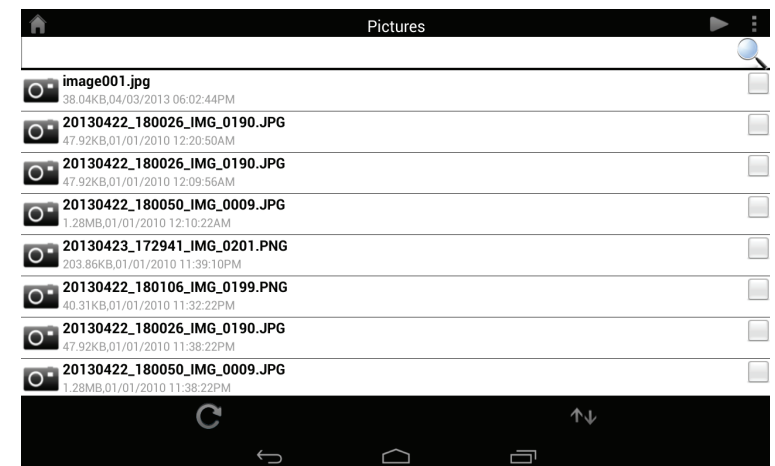 Pictures
image001.jpg
38.04KB,04/03/2013 06:02:44PM
20130422_180026_IMG_0190.JPG
47.92KB,01/01/2010 12:20:50AM
20130422_180026_IMG_0190.JPG
47.92KB,01/01/2010 12:09:56AM
20130422_180050_IMG_0009.JPG
1.28MB,01/01/2010 12:10:22AM
20130423_172941_IMG_0201.PNG
203.86KB,01/01/2010 11:39:10PM
20130422_180106_IMG_0199.PNG
40.31KB,01/01/2010 11:32:22PM
20130422_180026_IMG_0190.JPG
47.92KB,01/01/2010 11:38:22PM
20130422_180050_IMG_0009.JPG
1.28MB,01/01/2010 11:38:22PM